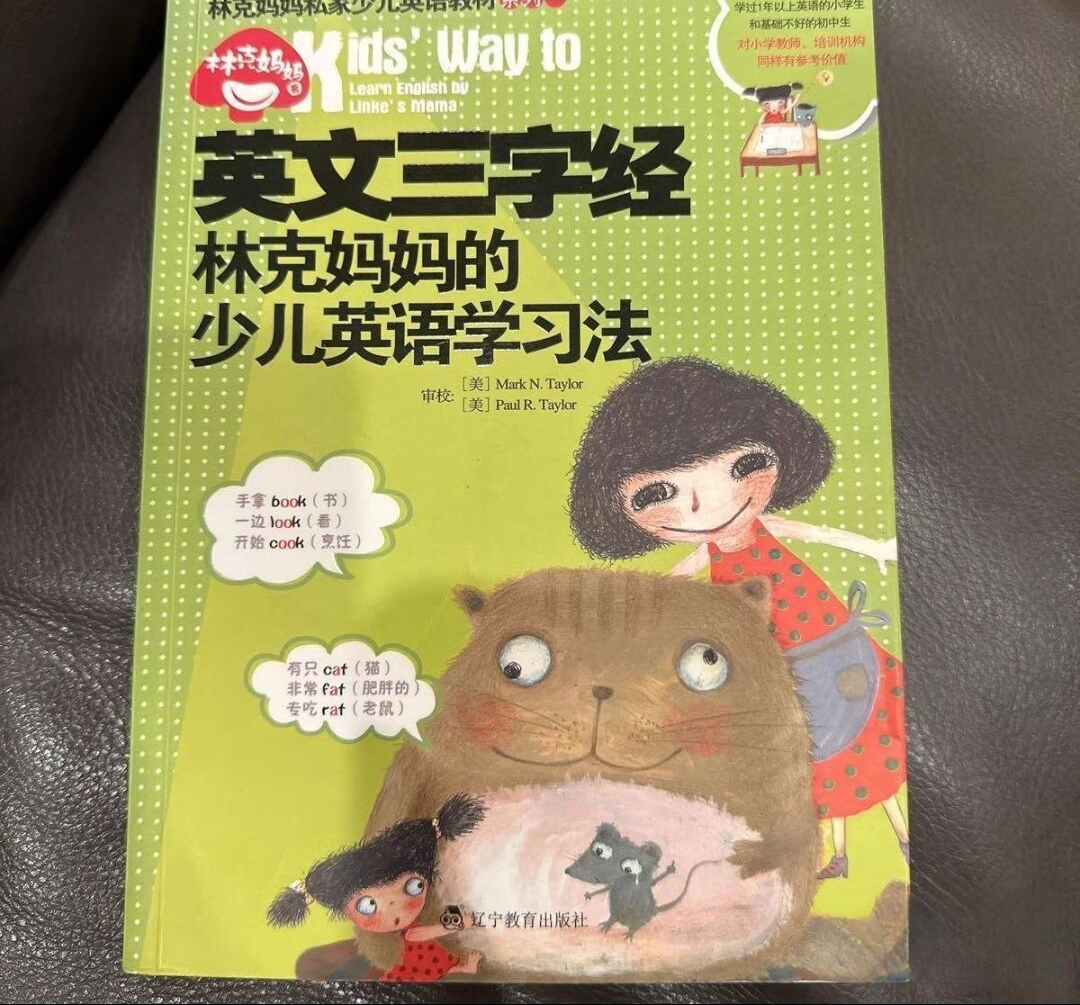 林克妈妈私家少儿英语教材系列
学过1年以上英语的小学生
和基础不好的初中生
对小学教师、培训机构
同样有参考价值
林克妈妈
著
Kids' Way to
Learn English by
Linke's Mama
英文三字经
林克妈妈的
少儿英语学习法
审校:
[美] Mark N. Taylor
[美] Paul R. Taylor
手拿 book（书）
一边 look（看）
开始 cook（烹饪）
有只 cat（猫）
非常 fat（肥胖的）
专吃 rat（老鼠）
辽宁教育出版社